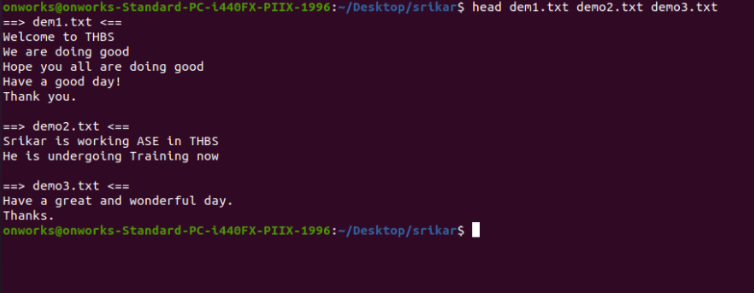 onworks@onworks-Standard-PC-i440FX-PIIX-1996:~/Desktop/srikar$ head dem1.txt demo2.txt demo3.txt
==> dem1.txt <==
Welcome to THBS
We are doing good
Hope you all are doing good
Have a good day!
Thank you.
==> demo2.txt <==
Srikar is working ASE in THBS
He is undergoing Training now
==> demo3.txt <==
Have a great and wonderful day.
Thanks.
onworks@onworks-Standard-PC-i440FX-PIIX-1996:~/Desktop/srikar$